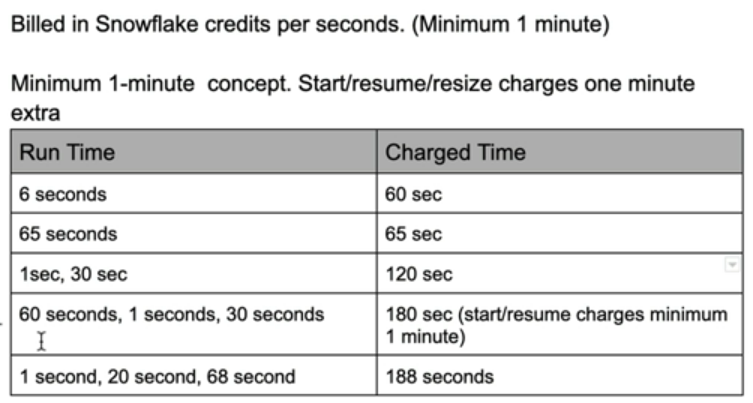 Billed in Snowflake credits per seconds. (Minimum 1 minute)
Minimum 1-minute concept. Start/resume/resize charges one minute
extra
Run Time
Charged Time
6 seconds
60 sec
65 seconds
65 sec
1sec, 30 sec
120 sec
60 seconds, 1 seconds, 30 seconds
180 sec (start/resume charges minimum
1 minute)
1 second, 20 second, 68 second
188 seconds